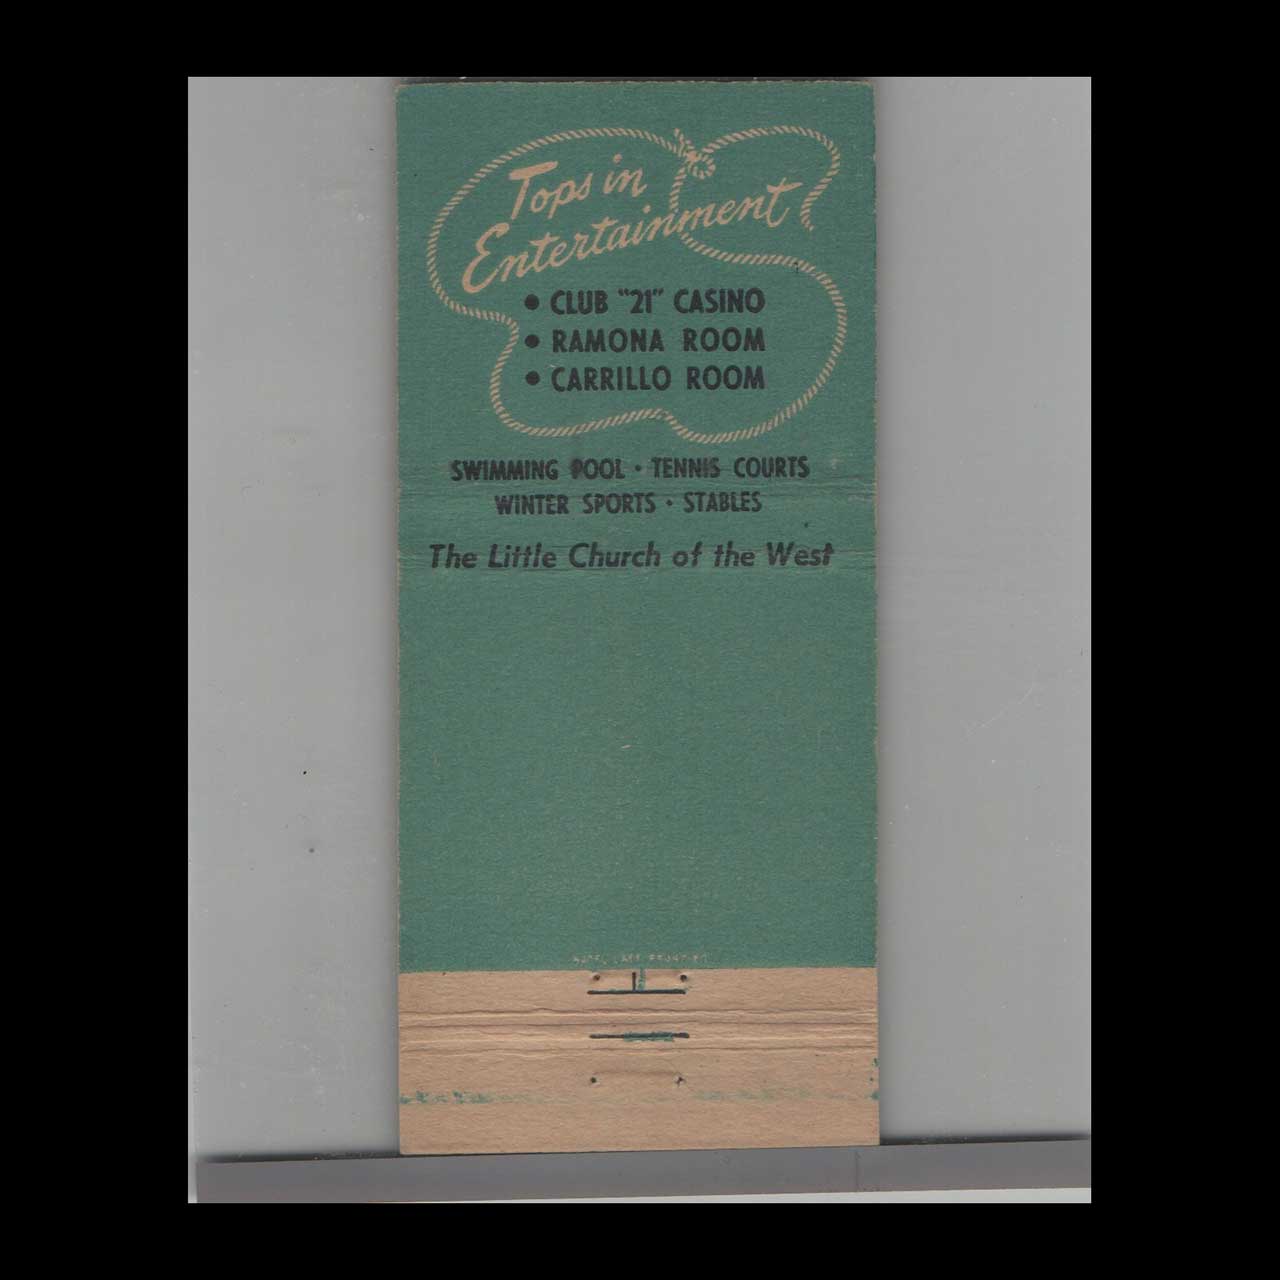 Tops in
Entertainment
• CLUB "21" CASINO
• RAMONA ROOM
• CARRILLO ROOM
SWIMMING POOL • TENNIS COURTS
WINTER SPORTS • STABLES
The Little Church of the West